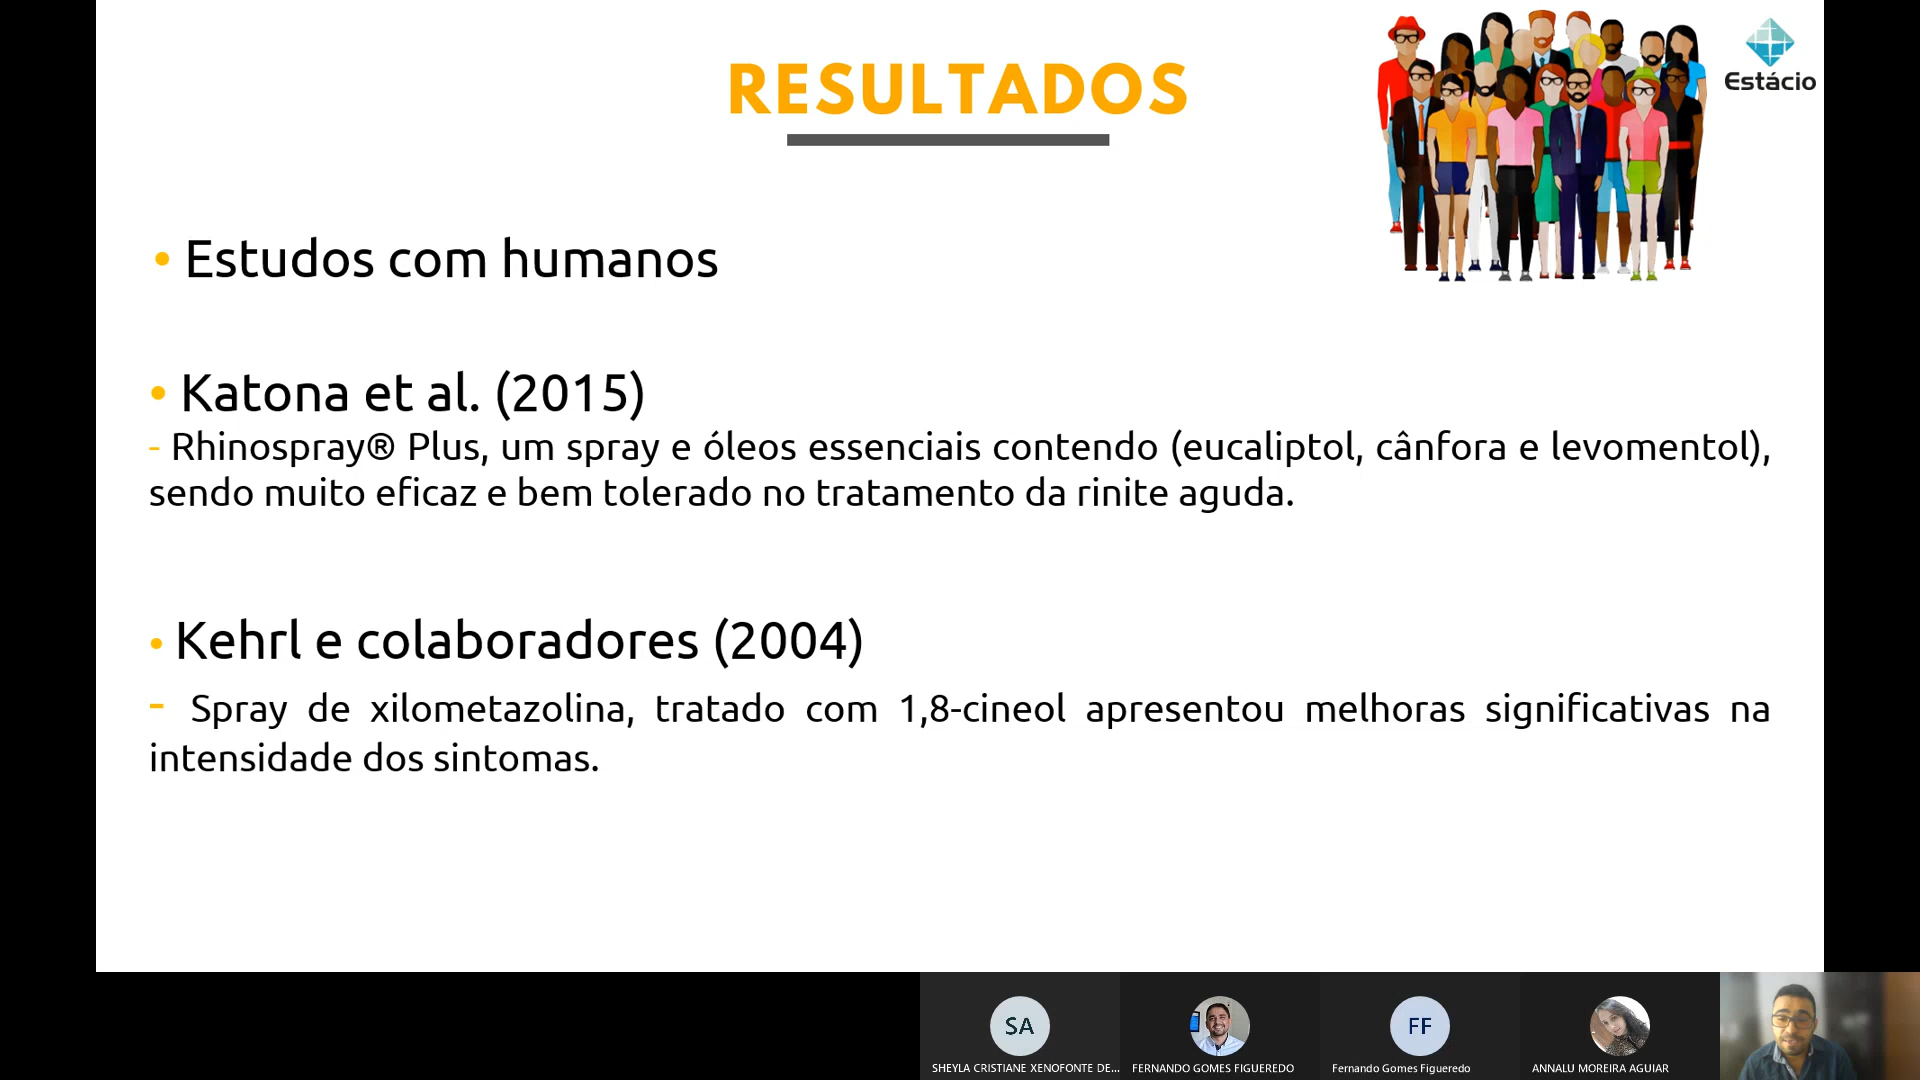 RESULTADOS
Estácio
• Estudos com humanos
• Katona et al. (2015)
- Rhinospray® Plus, um spray e óleos essenciais contendo (eucaliptol, cânfora e levomentol),
sendo muito eficaz e bem tolerado no tratamento da rinite aguda.
• Kehrl e colaboradores (2004)
- Spray de xilometazolina, tratado com 1,8-cineol apresentou melhoras significativas na
intensidade dos sintomas.
SA
FF
SHEYLA CRISTIANE XENOFONTE DE...
FERNANDO GOMES FIGUEREDO
Fernando Gomes Figueredo
ANNALU MOREIRA AGUIAR